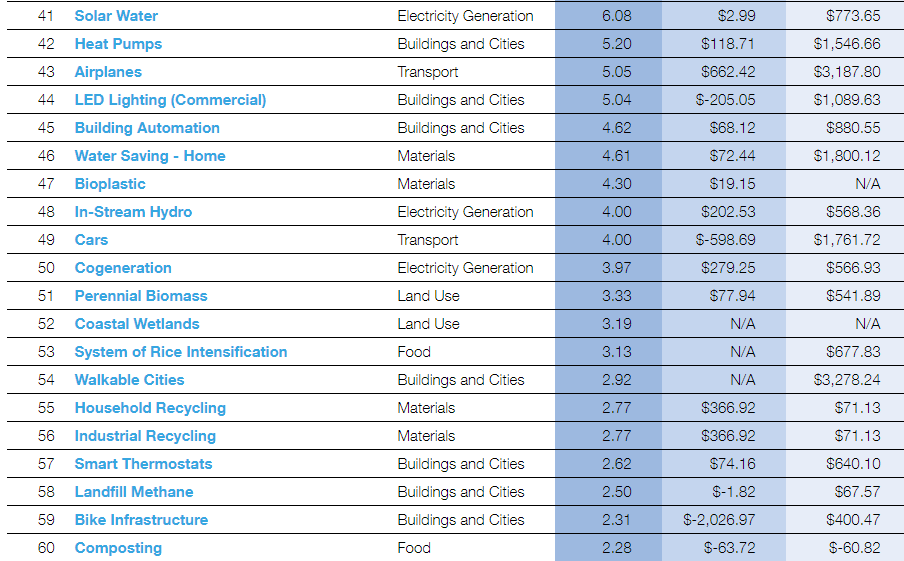 41 Solar Water Electricity Generation 6.08 $2.99 $773.65
42 Heat Pumps Buildings and Cities 5.20 $118.71 $1,546.66
43 Airplanes Transport 5.05 $662.42 $3,187.80
44 LED Lighting (Commercial) Buildings and Cities 5.04 $-205.05 $1,089.63
45 Building Automation Buildings and Cities 4.62 $68.12 $880.55
46 Water Saving - Home Materials 4.61 $72.44 $1,800.12
47 Bioplastic Materials 4.30 $19.15 N/A
48 In-Stream Hydro Electricity Generation 4.00 $202.53 $568.36
49 Cars Transport 4.00 $-598.69 $1,761.72
50 Cogeneration Electricity Generation 3.97 $279.25 $566.93
51 Perennial Biomass Land Use 3.33 $77.94 $541.89
52 Coastal Wetlands Land Use 3.19 N/A N/A
53 System of Rice Intensification Food 3.13 N/A $677.83
54 Walkable Cities Buildings and Cities 2.92 N/A $3,278.24
55 Household Recycling Materials 2.77 $366.92 $71.13
56 Industrial Recycling Materials 2.77 $366.92 $71.13
57 Smart Thermostats Buildings and Cities 2.62 $74.16 $640.10
58 Landfill Methane Buildings and Cities 2.50 $-1.82 $67.57
59 Bike Infrastructure Buildings and Cities 2.31 $-2,026.97 $400.47
60 Composting Food 2.28 $-63.72 $-60.82